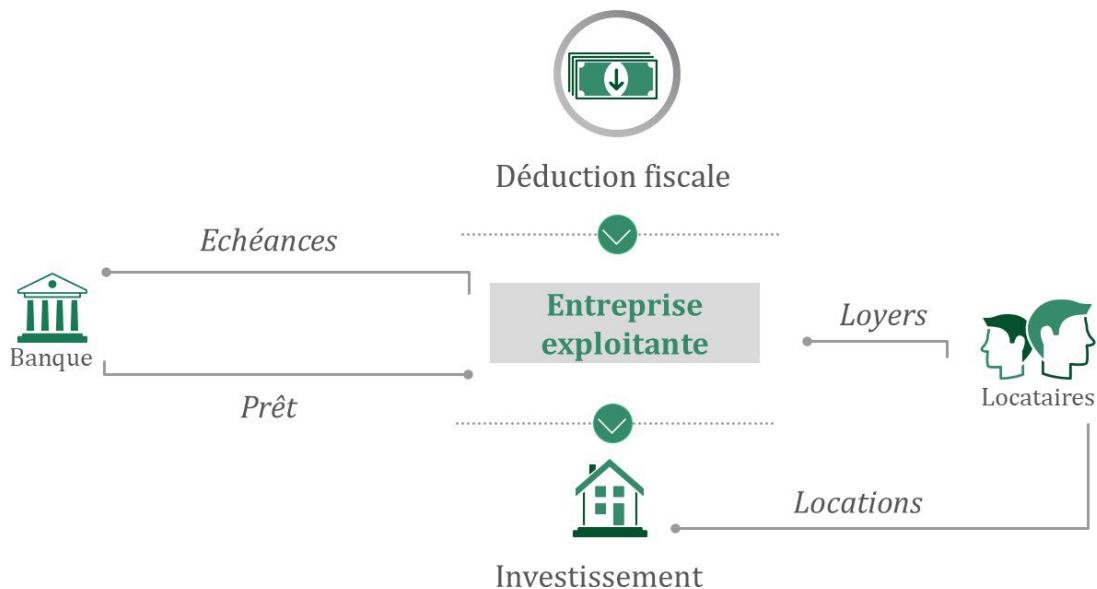 Déduction fiscale
Echéances
Entreprise
exploitante
Loyers
Banque
Prêt
Locataires
Locations
Investissement